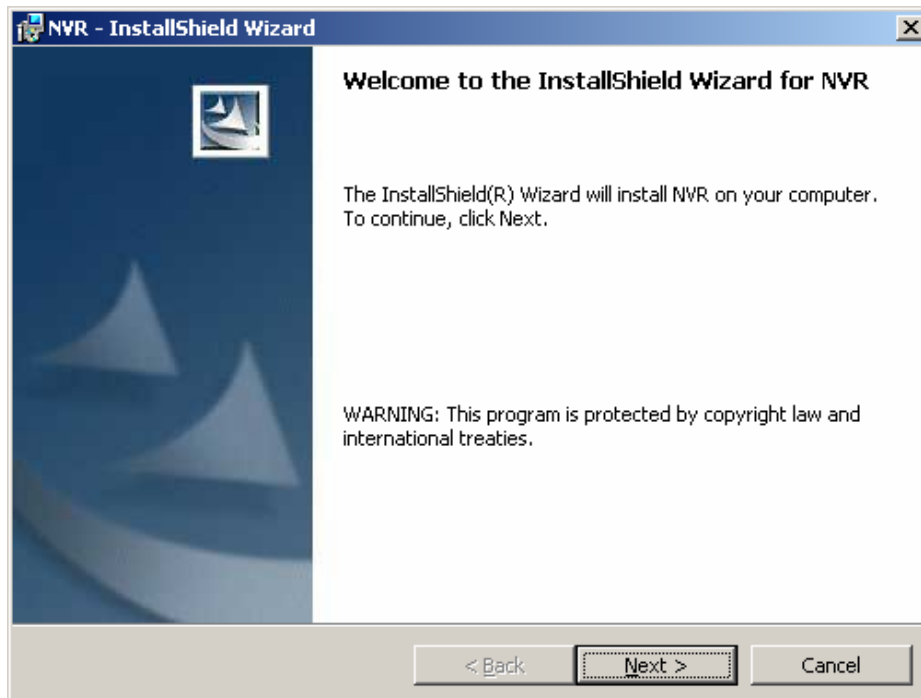 NVR - InstallShield Wizard
Welcome to the InstallShield Wizard for NVR
The InstallShield(R) Wizard will install NVR on your computer.
To continue, click Next.
WARNING: This program is protected by copyright law and
international treaties.
< Back
Next >
Cancel